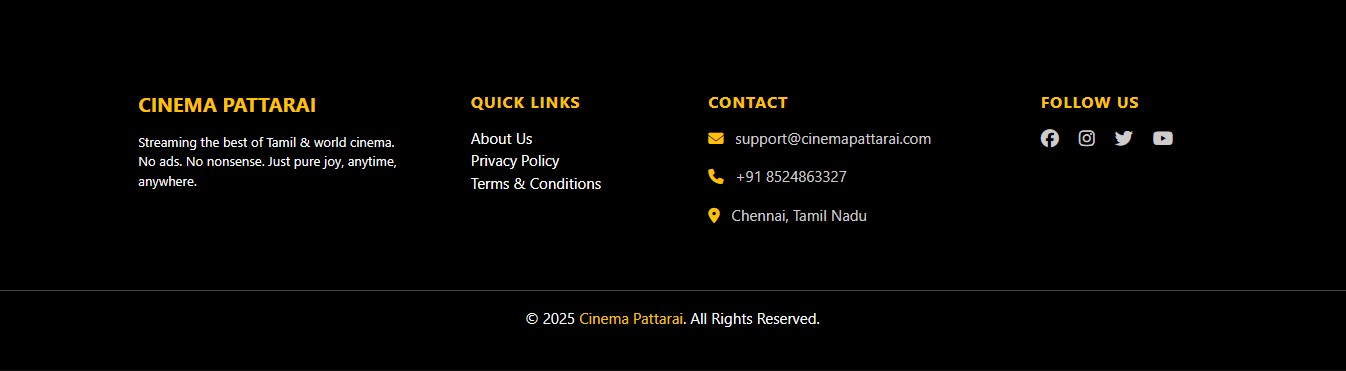 CINEMA PATTARAI
Streaming the best of Tamil & world cinema.
No ads. No nonsense. Just pure joy, anytime,
anywhere.
QUICK LINKS
About Us
Privacy Policy
Terms & Conditions
CONTACT
support@cinemapattarai.com
+91 8524863327
Chennai, Tamil Nadu
FOLLOW US
© 2025 Cinema Pattarai. All Rights Reserved.